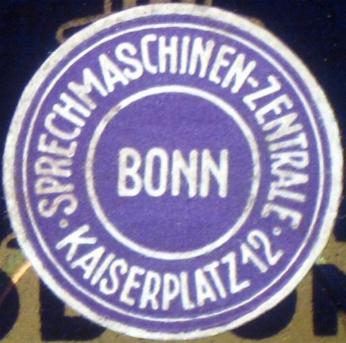 ·SPRECHMASCHINEN-ZENTRALE·
KAISERPLATZ 12
BONN